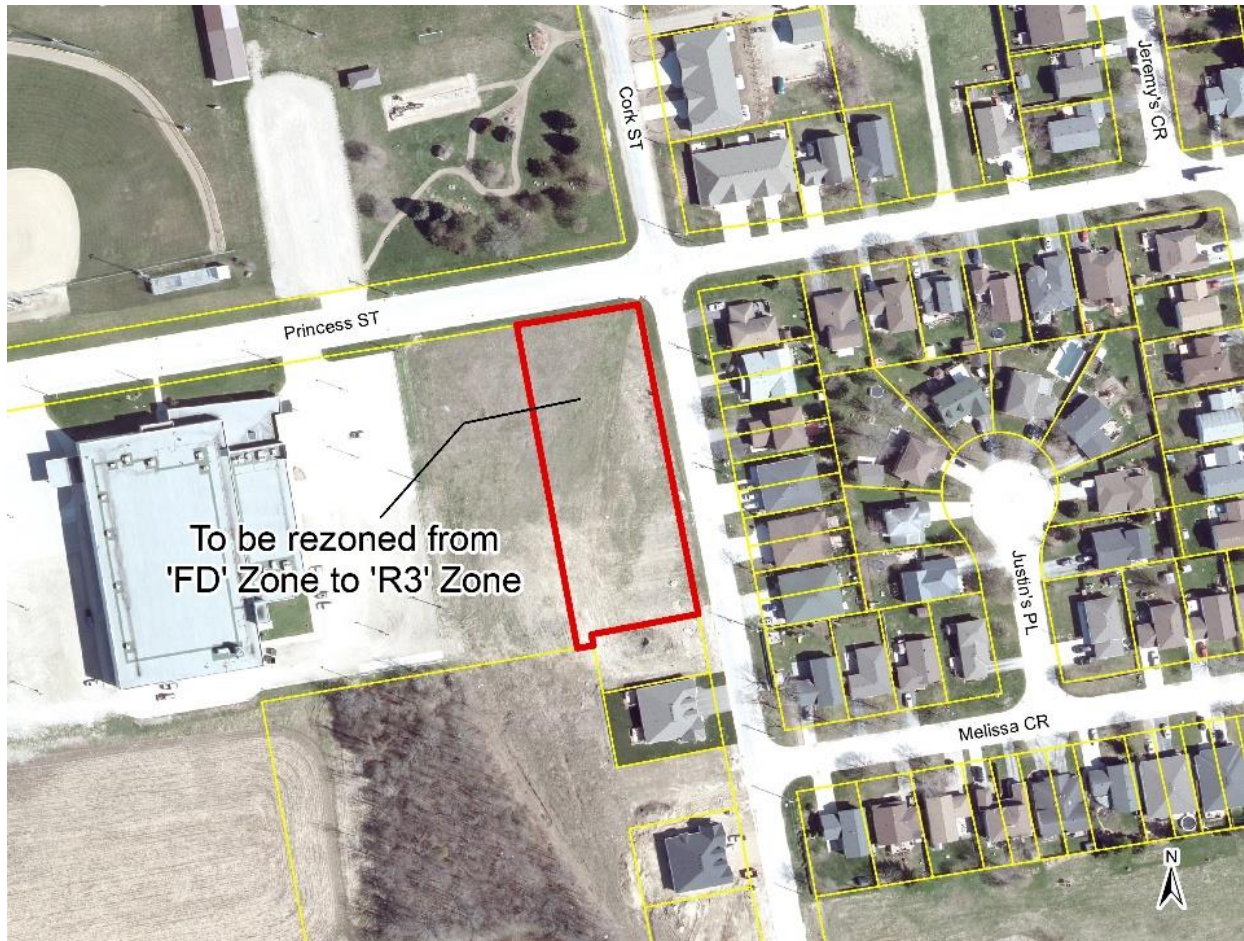 Cork ST
Jeremy's CR
Princess ST
To be rezoned from
'FD' Zone to 'R3' Zone
Justin's PL
Melissa CR
N